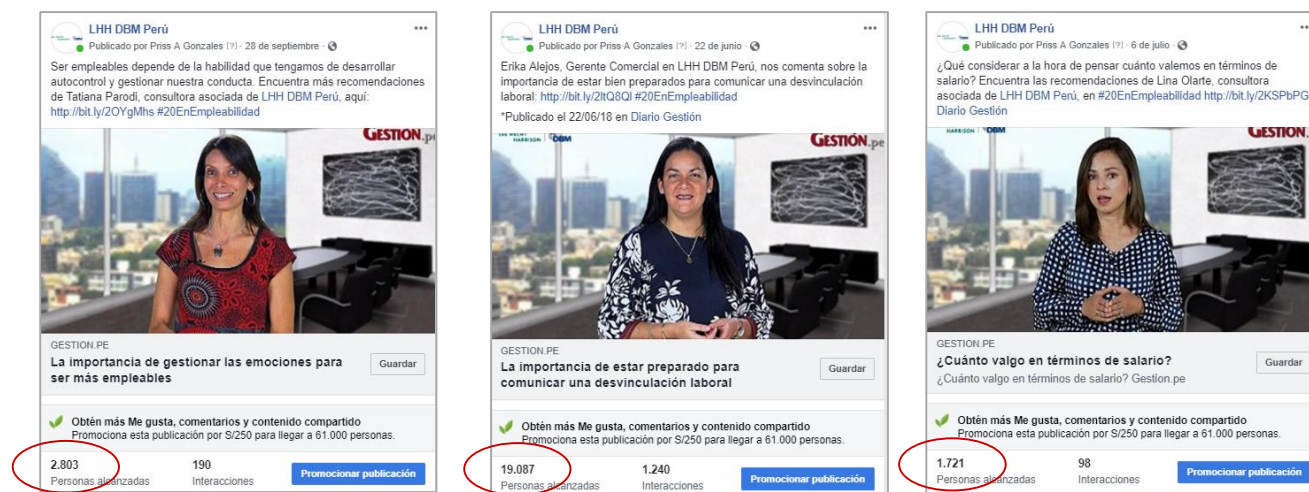 LHH DBM Perú
Publicado por Priss A Gonzales [?] · 28 de septiembre ·
Ser empleables depende de la habilidad que tengamos de desarrollar
autocontrol y gestionar nuestra conducta. Encuentra más recomendaciones
de Tatiana Parodi, consultora asociada de LHH DBM Perú, aquí:
http://bit.ly/2OYgMhs #20EnEmpleabilidad
GESTIÓN.pe
GESTION.PE
La importancia de gestionar las emociones para
ser más empleables
Guardar
Obtén más Me gusta, comentarios y contenido compartido
Promociona esta publicación por S/250 para llegar a 61.000 personas.
2.803
Personas alcanzadas
190
Interacciones
Promocionar publicación
LHH DBM Perú
Publicado por Priss A Gonzales [?] · 22 de junio ·
Erika Alejos, Gerente Comercial en LHH DBM Perú, nos comenta sobre la
importancia de estar bien preparados para comunicar una desvinculación
laboral: http://bit.ly/2ltQ8Ql #20EnEmpleabilidad
*Publicado el 22/06/18 en Diario Gestión
HARRISON DBM
GESTIÓN.pe
GESTION.PE
La importancia de estar preparado para
comunicar una desvinculación laboral
Guardar
Obtén más Me gusta, comentarios y contenido compartido
Promociona esta publicación por S/250 para llegar a 61.000 personas.
19.087
Personas alcanzadas
1.240
Interacciones
Promocionar publicación
LHH DBM Perú
Publicado por Priss A Gonzales [?] · 6 de julio ·
¿Qué considerar a la hora de pensar cuánto valemos en términos de
salario? Encuentra las recomendaciones de Lina Olarte, consultora
asociada de LHH DBM Perú, en #20EnEmpleabilidad http://bit.ly/2KSPbPG
Diario Gestión
HARRISON DBM
GESTIÓN.pe
GESTION.PE
¿Cuánto valgo en términos de salario?
¿Cuánto valgo en términos de salario? Gestion.pe
Guardar
Obtén más Me gusta, comentarios y contenido compartido
Promociona esta publicación por S/250 para llegar a 61.000 personas.
1.721
Personas alcanzadas
98
Interacciones
Promocionar publicación